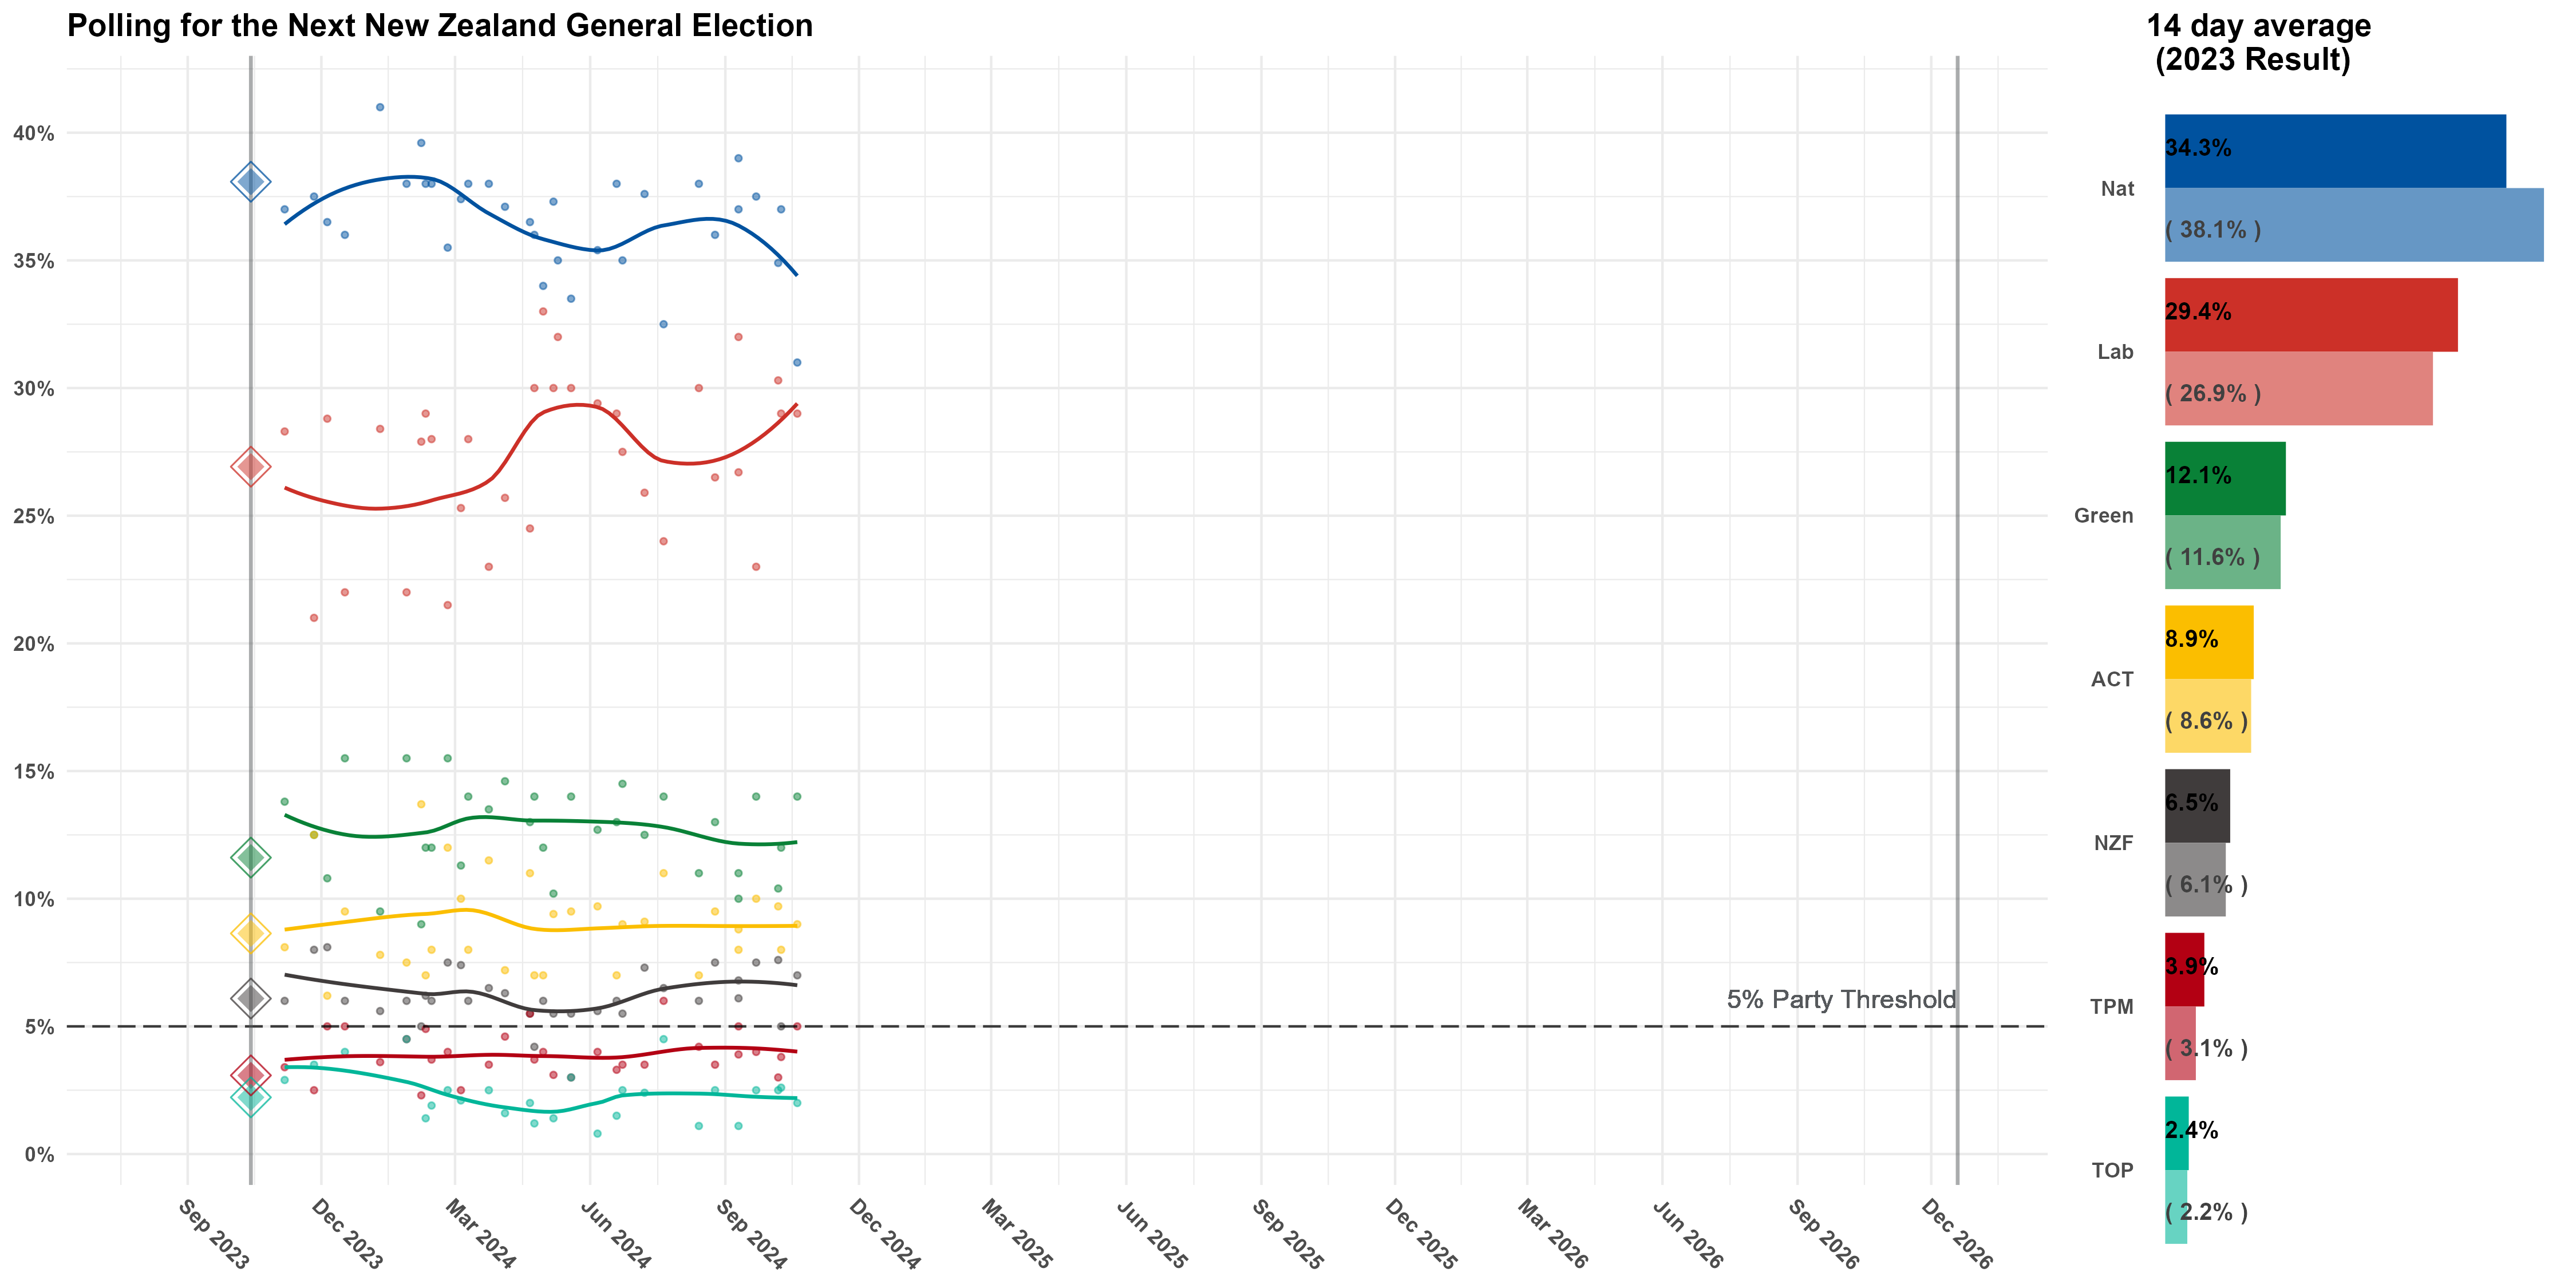 Polling for the Next New Zealand General Election
40%
35%
30%
25%
20%
15%
10%
5%
0%
5% Party Threshold
Sep 2023
Dec 2023
Mar 2024
Jun 2024
Sep 2024
Dec 2024
Mar 2025
Jun 2025
Sep 2025
Dec 2025
Mar 2026
Jun 2026
Sep 2026
Dec 2026
14 day average
(2023 Result)
Nat
34.3%
( 38.1% )
Lab
29.4%
( 26.9% )
Green
12.1%
( 11.6% )
ACT
8.9%
( 8.6% )
NZF
6.5%
( 6.1% )
TPM
3.9%
( 3.1% )
TOP
2.4%
( 2.2% )